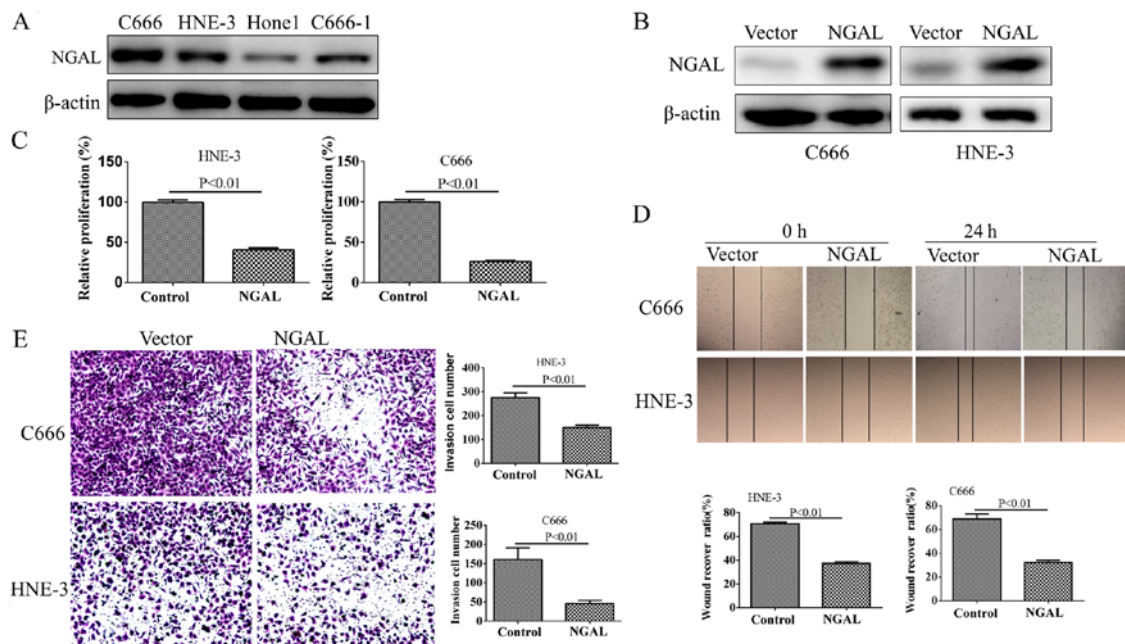 A
C666 HNE-3 Hone1 C666-1
NGAL
β-actin
B
Vector NGAL Vector NGAL
NGAL
β-actin
C666 HNE-3
C
Relative proliferation (%)
HNE-3
P<0.01
150
100
50
0
Control NGAL
Relative proliferation (%)
C666
P<0.01
150
100
50
0
Control NGAL
D
0 h 24 h
Vector NGAL Vector NGAL
C666
HNE-3
Wound recover ratio(%)
HNE-3
P<0.01
80
60
40
20
0
Control NGAL
Wound recover ratio(%)
C666
P<0.01
80
60
40
20
0
Control NGAL
E
Vector NGAL
C666
HNE-3
Invasion cell number
HNE-3
P<0.01
400
300
200
100
0
Control NGAL
Invasion cell number
C666
P<0.01
250
200
150
100
50
0
Control NGAL